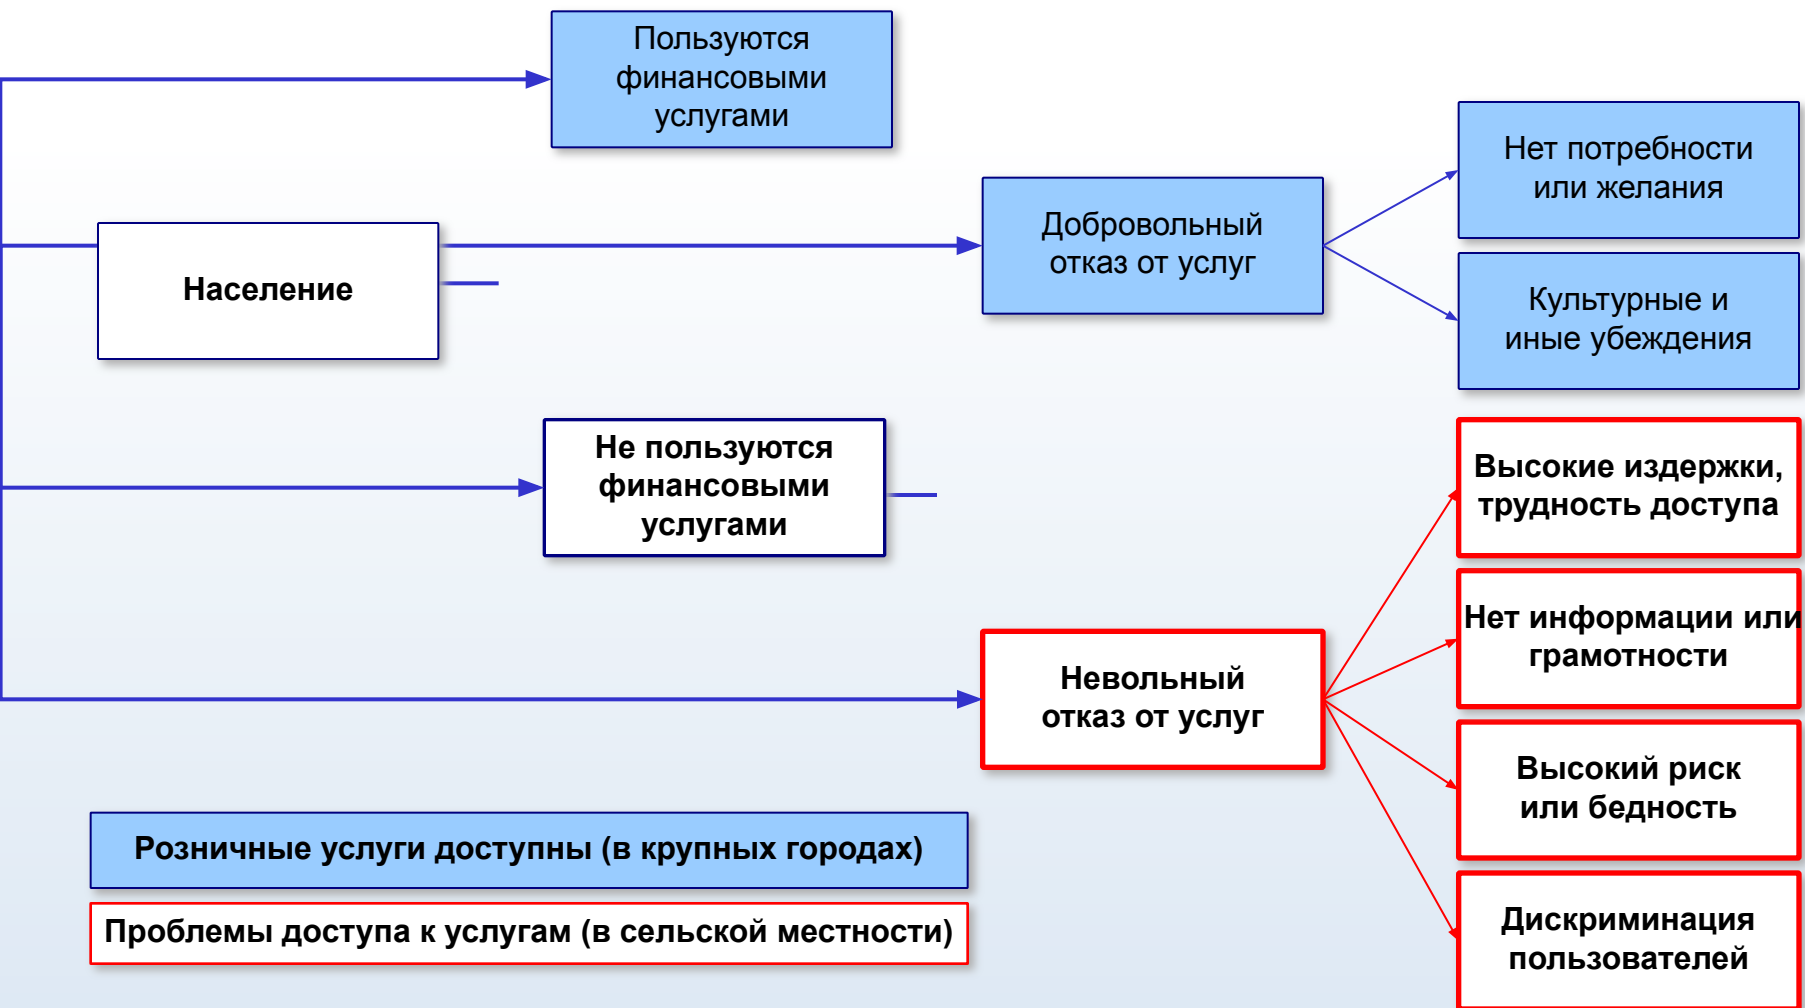 Пользуются
финансовыми
услугами
Население
Не пользуются
финансовыми
услугами
Добровольный
отказ от услуг
Невольный
отказ от услуг
Нет потребности
или желания
Культурные и
иные убеждения
Высокие издержки,
трудность доступа
Нет информации или
грамотности
Высокий риск
или бедность
Дискриминация
пользователей
Розничные услуги доступны (в крупных городах)
Проблемы доступа к услугам (в сельской местности)